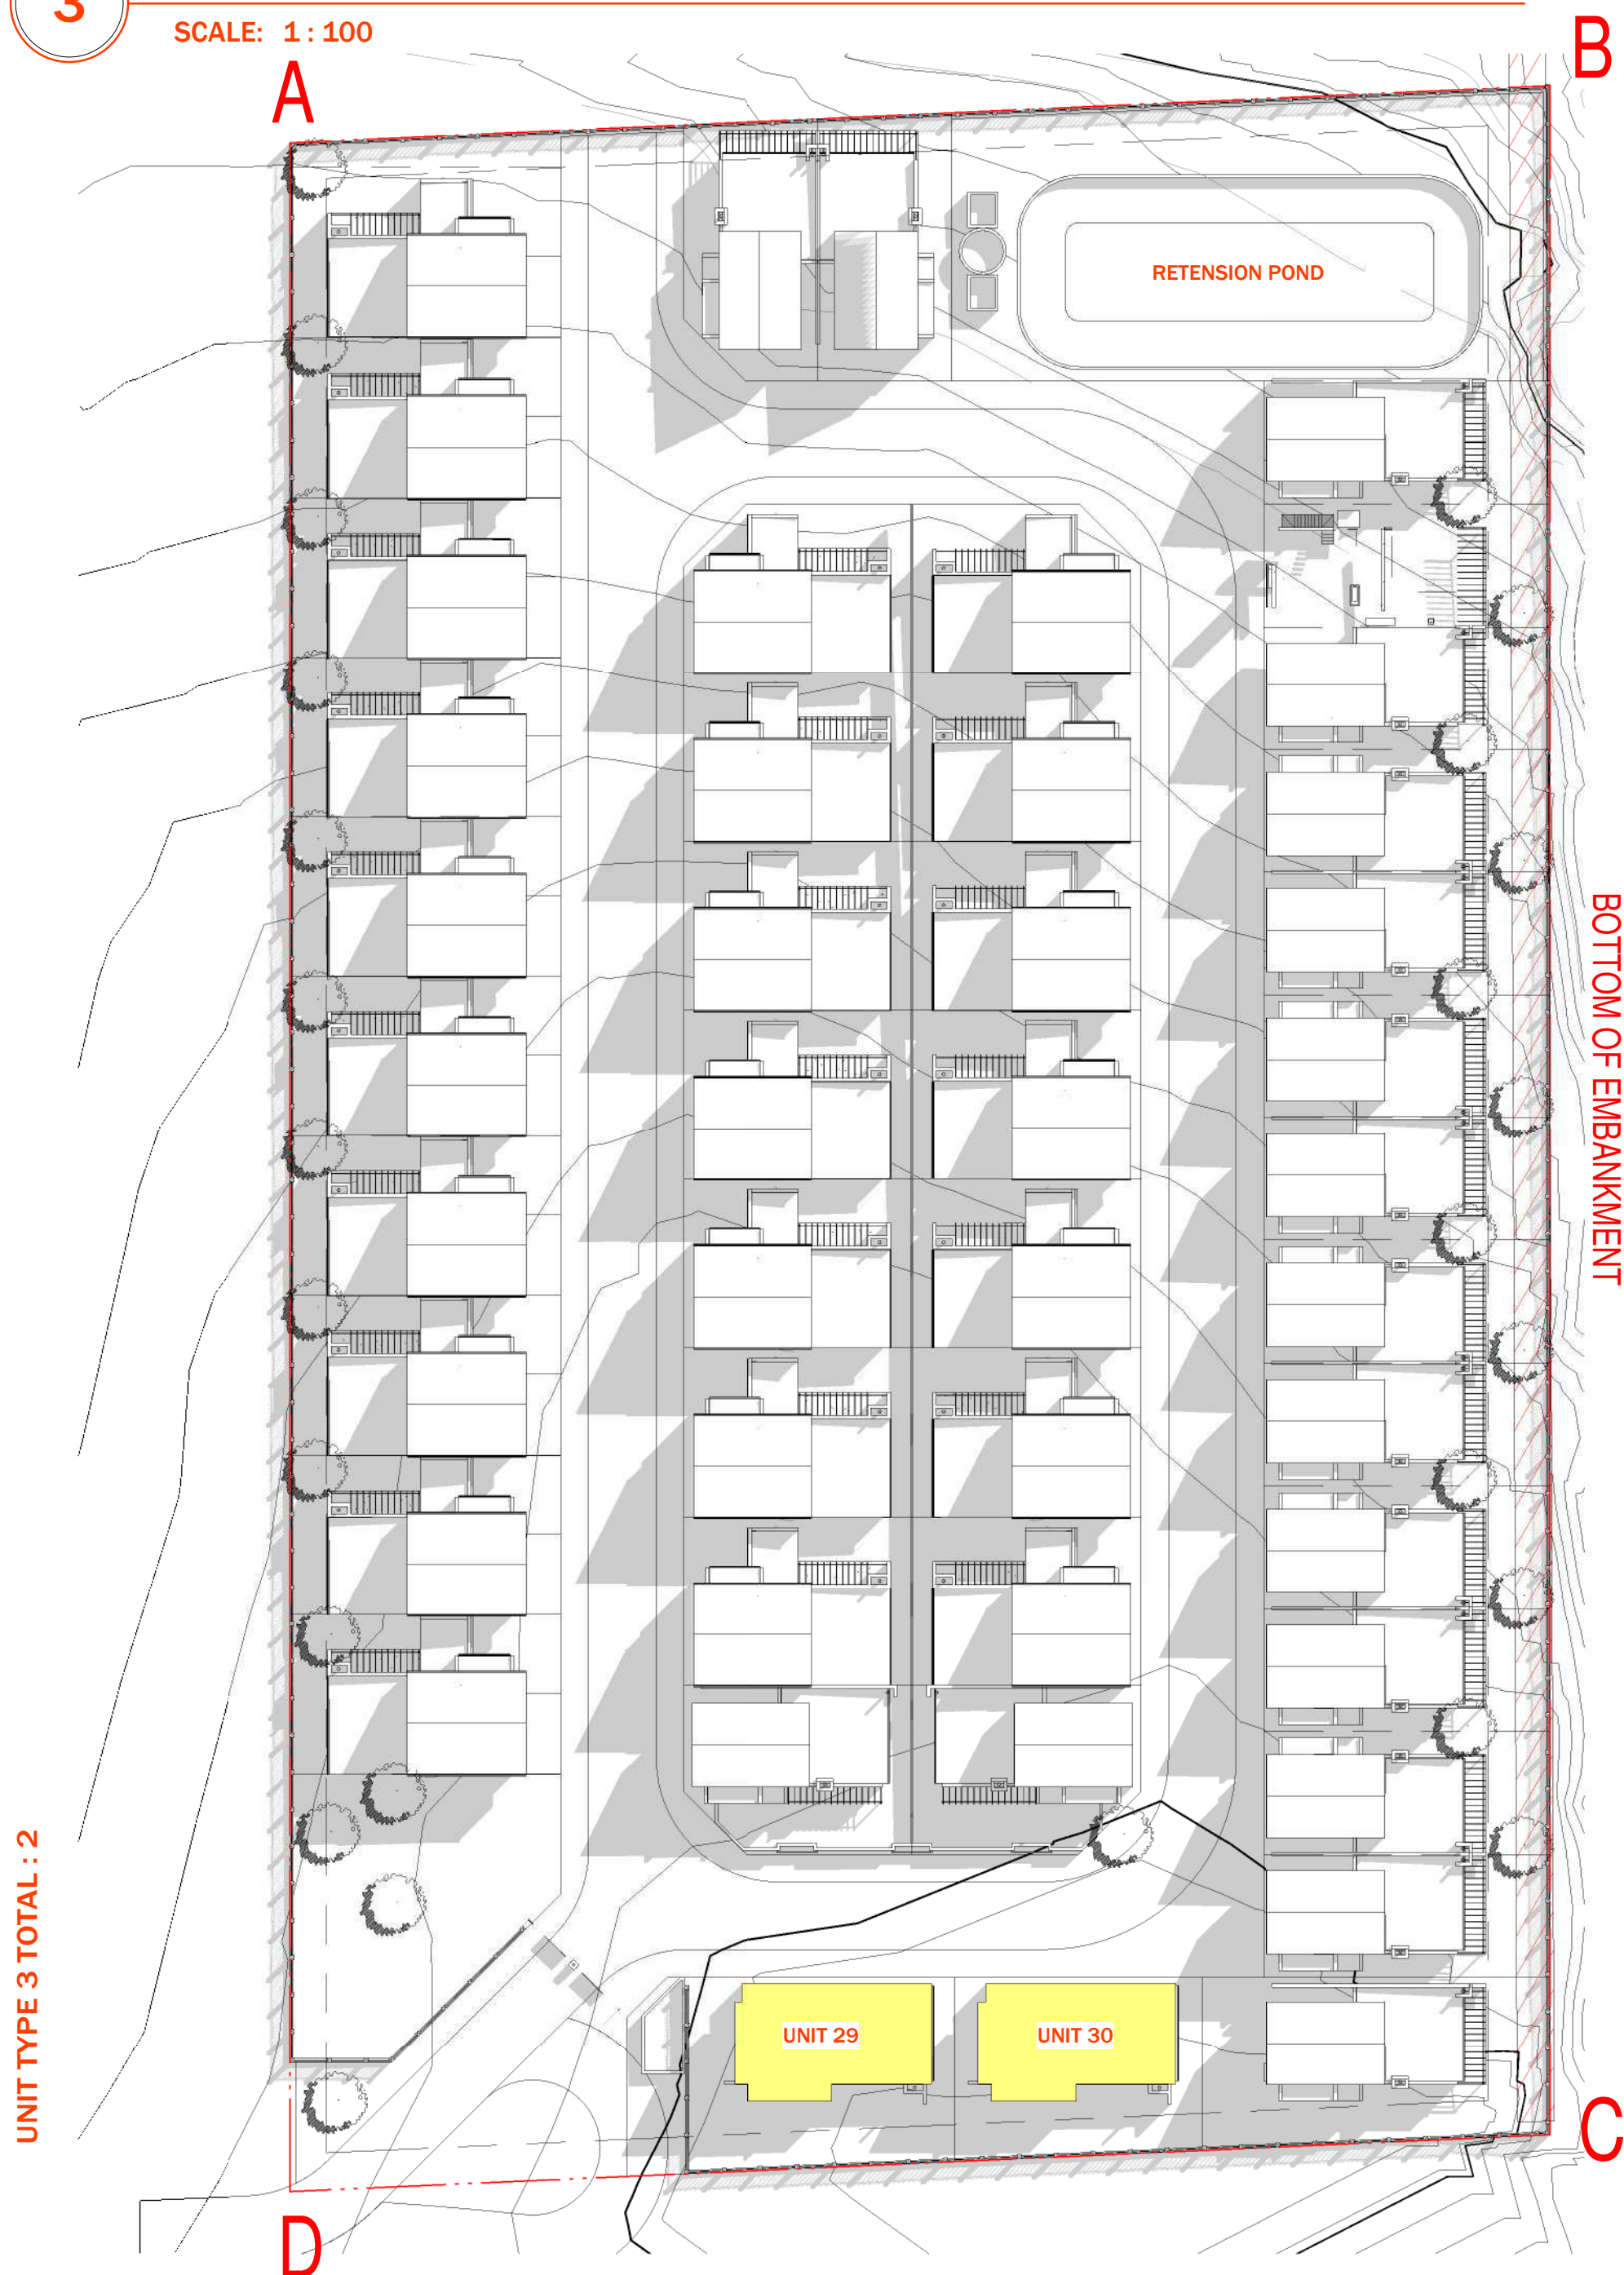 3
SCALE: 1 : 100
A
B
RETENSION POND
BOTTOM OF EMBANKMENT
UNIT TYPE 3 TOTAL : 2
UNIT 29
UNIT 30
C
D